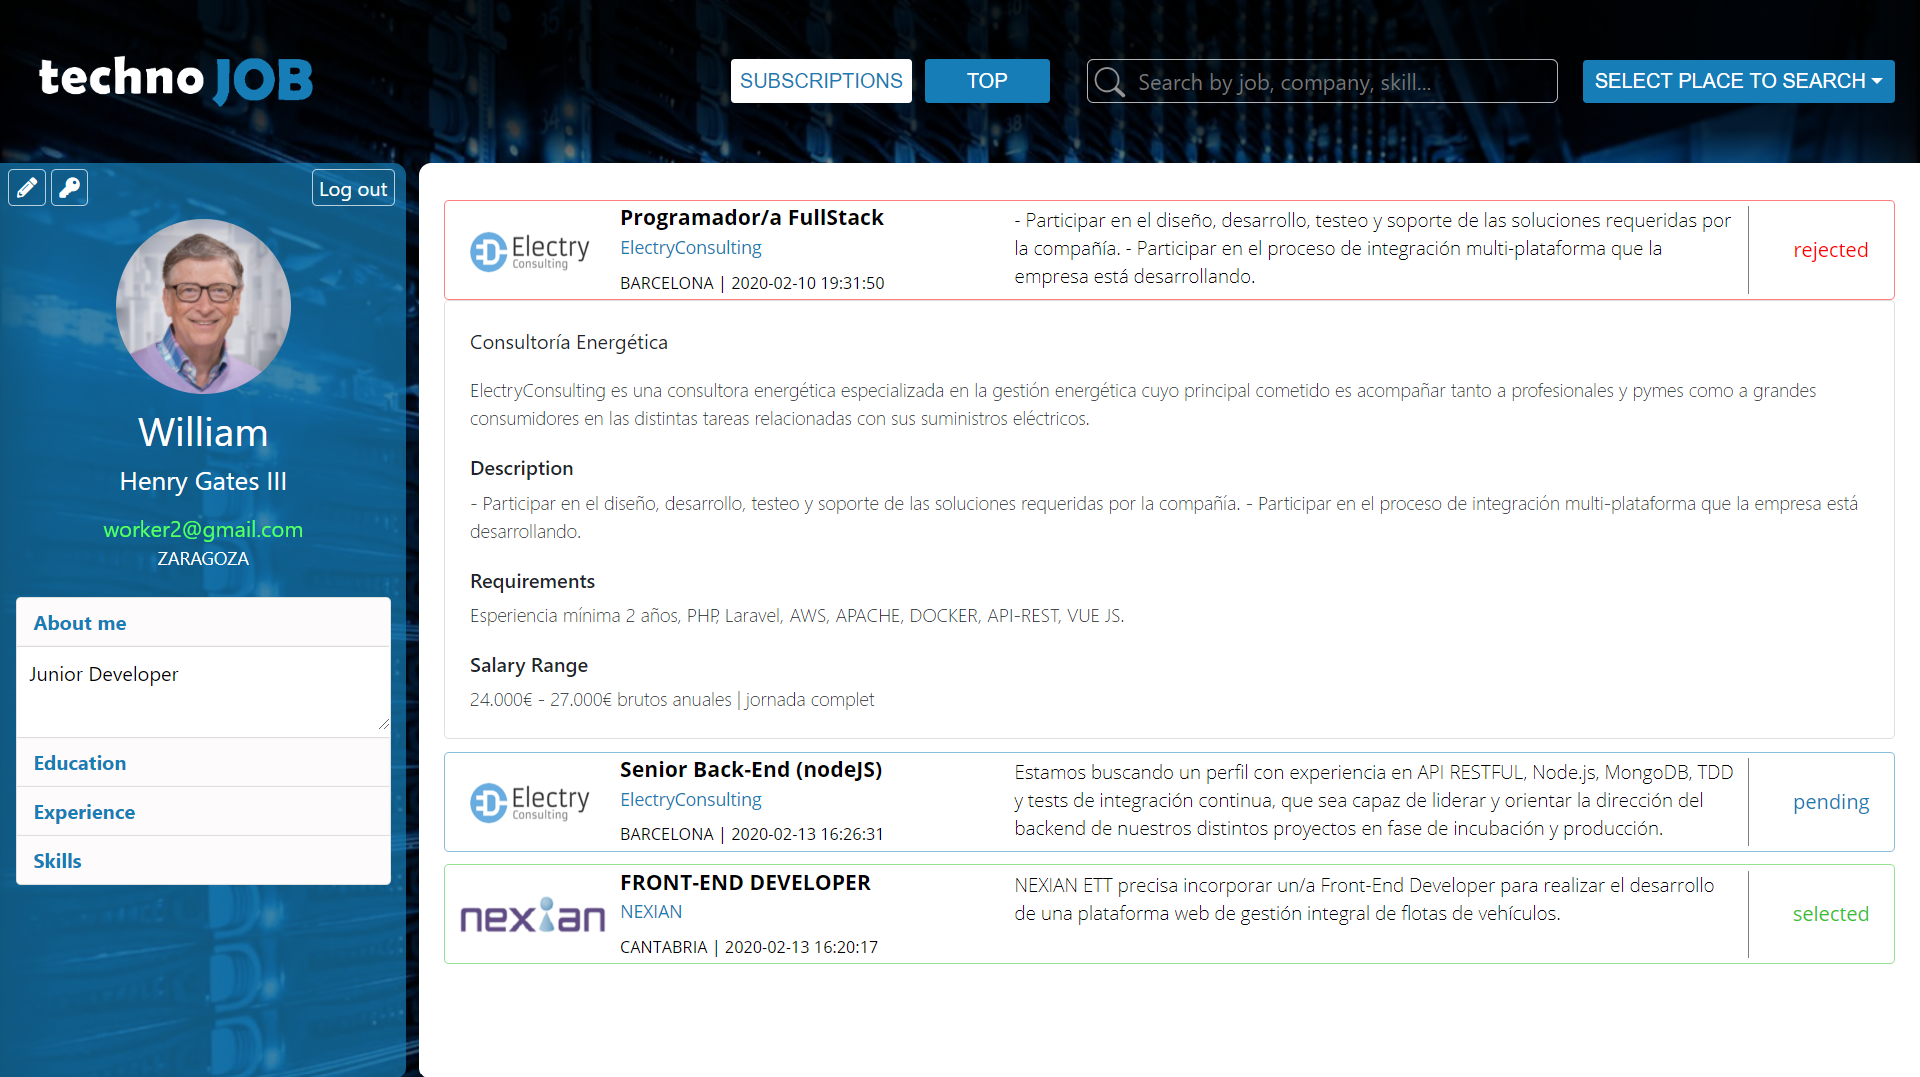 techno JOB
SUBSCRIPTIONS
TOP
Search by job, company, skill...
SELECT PLACE TO SEARCH
Log out
William
Henry Gates III
worker2@gmail.com
ZARAGOZA
About me
Junior Developer
Education
Experience
Skills
Electry
Consulting
Programador/a FullStack
ElectryConsulting
BARCELONA | 2020-02-10 19:31:50
- Participar en el diseño, desarrollo, testeo y soporte de las soluciones requeridas por
la compañía. - Participar en el proceso de integración multi-plataforma que la
empresa está desarrollando.
rejected
Consultoría Energética
ElectryConsulting es una consultora energética especializada en la gestión energética cuyo principal cometido es acompañar tanto a profesionales y pymes como a grandes
consumidores en las distintas tareas relacionadas con sus suministros eléctricos.
Description
- Participar en el diseño, desarrollo, testeo y soporte de las soluciones requeridas por la compañía. - Participar en el proceso de integración multi-plataforma que la empresa está
desarrollando.
Requirements
Esperiencia mínima 2 años, PHP, Laravel, AWS, APACHE, DOCKER, API-REST, VUE JS.
Salary Range
24.000€ - 27.000€ brutos anuales | jornada complet
Electry
Consulting
Senior Back-End (nodeJS)
ElectryConsulting
BARCELONA | 2020-02-13 16:26:31
Estamos buscando un perfil con experiencia en API RESTFUL, Node.js, MongoDB, TDD
y tests de integración continua, que sea capaz de liderar y orientar la dirección del
backend de nuestros distintos proyectos en fase de incubación y producción.
pending
nexian
FRONT-END DEVELOPER
NEXIAN
CANTABRIA | 2020-02-13 16:20:17
NEXIAN ETT precisa incorporar un/a Front-End Developer para realizar el desarrollo
de una plataforma web de gestión integral de flotas de vehículos.
selected